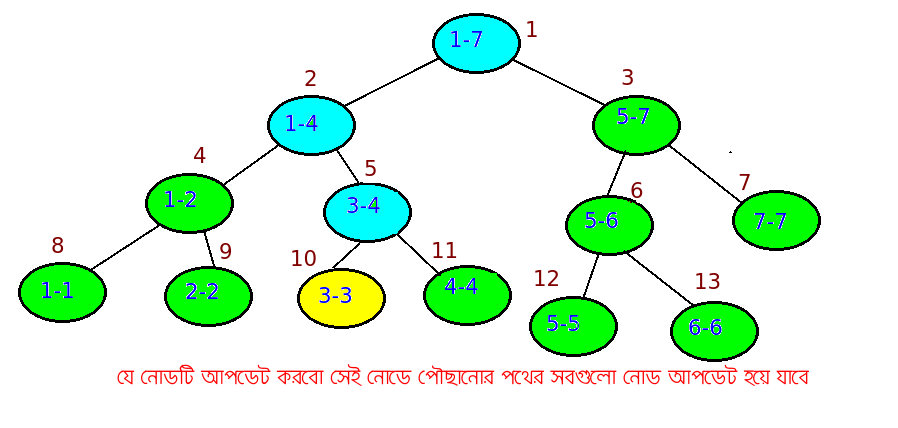 1-7 1
2 3
1-4 5-7
4 5 7
1-2 3-4 6
5-6 7-7
8 9 10 11
1-1 2-2 3-3 4-4 12 13
5-5 6-6
যে নোডটি আপডেট করবো সেই নোডে পৌছানোর পথের সবগুলো নোড আপডেট হয়ে যাবে